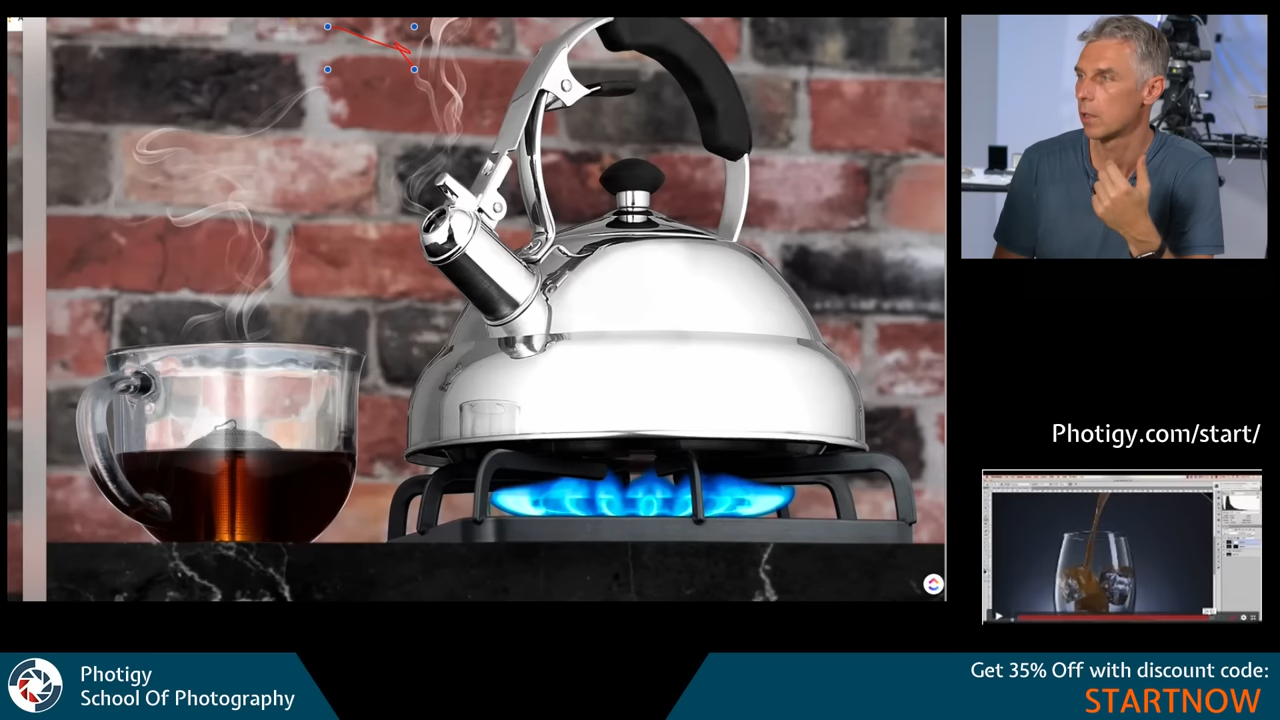 Photigy.com/start/
Photigy
School Of Photography
Get 35% Off with discount code:
STARTNOW